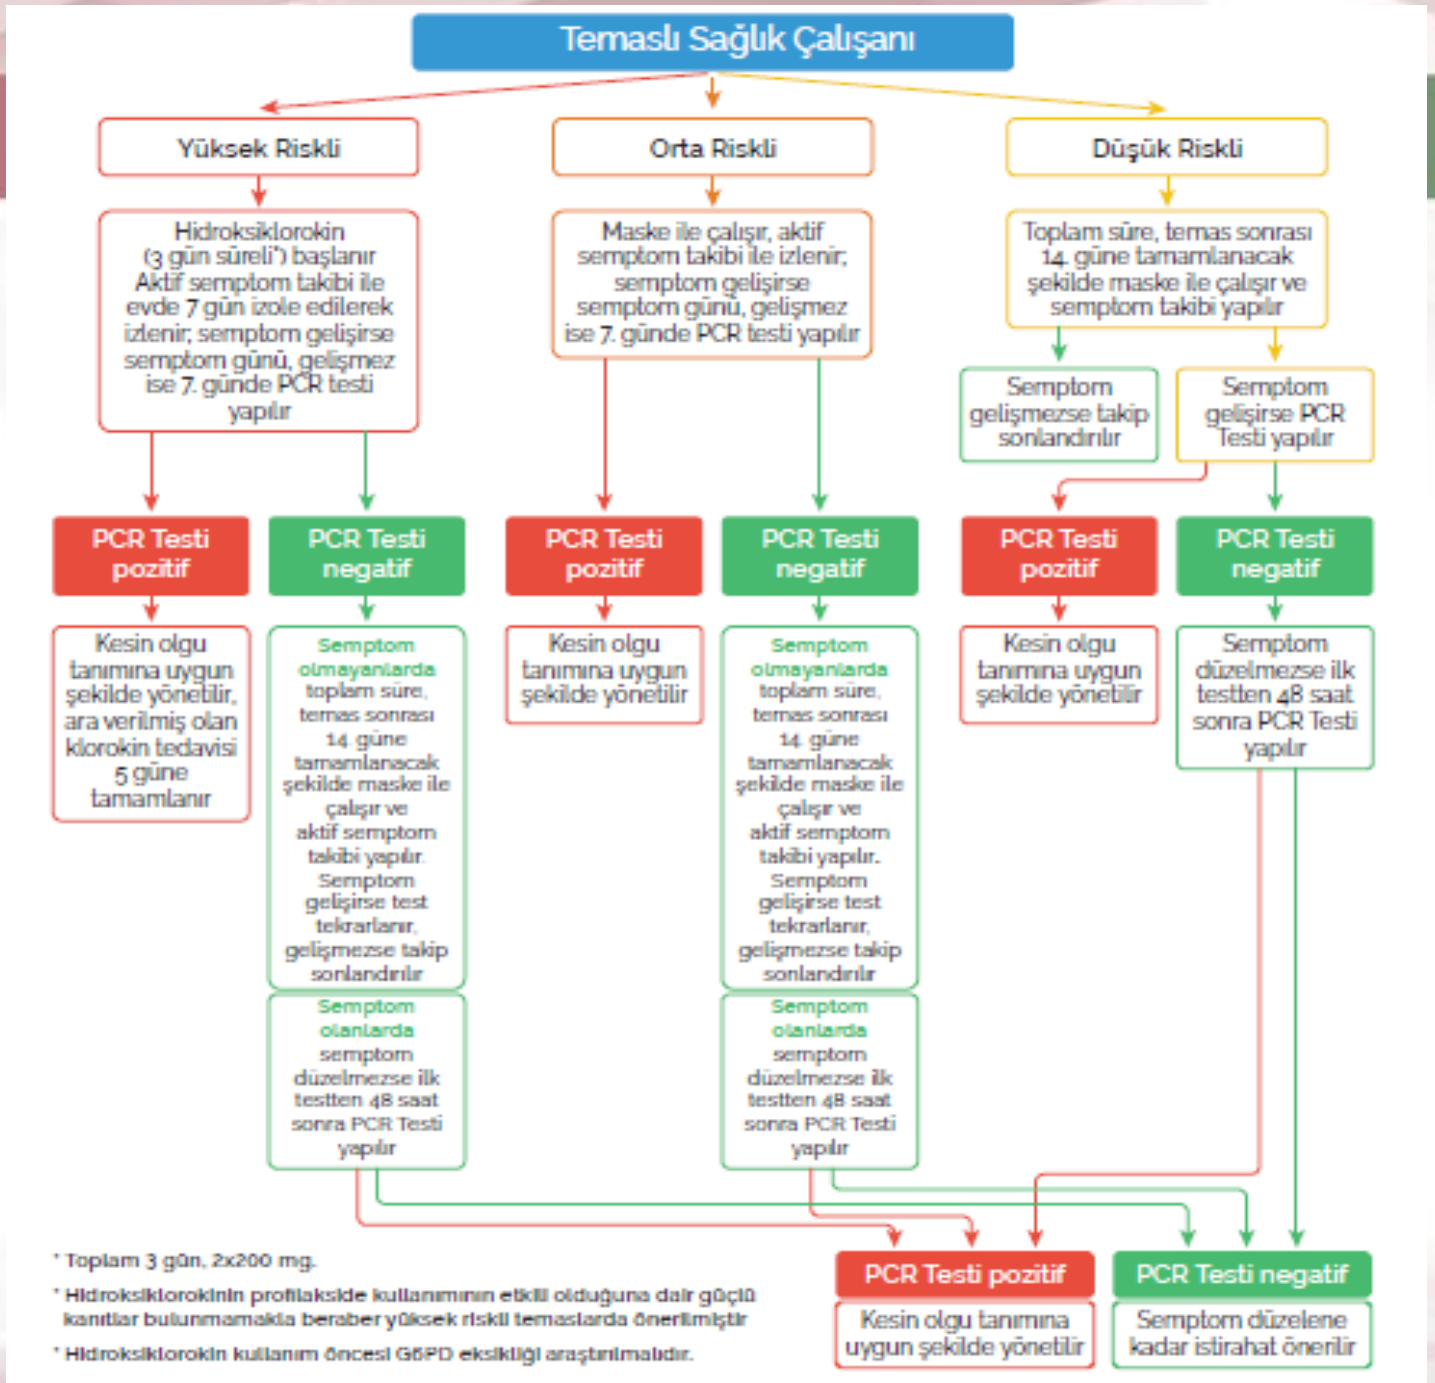 Temaslı Sağlık Çalışanı
Yüksek Riskli
Hidroksiklorokin
(3 gün süreli*) başlanır
Aktif semptom takibi ile
evde 7 gün izole edilerek
izlenir; semptom gelişirse
semptom günü, gelişmez
ise 7. günde PCR testi
yapılır
PCR Testi
pozitif
Kesin olgu
tanımına uygun
şekilde yönetilir,
ara verilmiş olan
klorokin tedavisi
5 güne
tamamlanır
PCR Testi
negatif
Semptom
olmayanlarda
toplam süre,
temas sonrası
14. güne
tamamlanacak
şekilde maske ile
çalışır ve
aktif semptom
takibi yapılır.
Semptom
gelişirse test
tekrarlanır,
gelişmezse takip
sonlandırılır
Semptom
olanlarda
semptom
düzelmezse ilk
testten 48 saat
sonra PCR Testi
yapılır
Orta Riskli
Maske ile çalışır, aktif
semptom takibi ile izlenir;
semptom gelişirse
semptom günü, gelişmez
ise 7. günde PCR testi yapılır
PCR Testi
pozitif
Kesin olgu
tanımına uygun
şekilde yönetilir
PCR Testi
negatif
Semptom
olmayanlarda
toplam süre,
temas sonrası
14. güne
tamamlanacak
şekilde maske ile
çalışır ve
aktif semptom
takibi yapılır.
Semptom
gelişirse test
tekrarlanır,
gelişmezse takip
sonlandırılır
Semptom
olanlarda
semptom
düzelmezse ilk
testten 48 saat
sonra PCR Testi
yapılır
Düşük Riskli
Toplam süre, temas sonrası
14. güne tamamlanacak
şekilde maske ile çalışır ve
semptom takibi yapılır
Semptom
gelişmezse takip
sonlandırılır
Semptom
gelişirse PCR
Testi yapılır
PCR Testi
pozitif
Kesin olgu
tanımına uygun
şekilde yönetilir
PCR Testi
negatif
Semptom
düzelmezse ilk
testten 48 saat
sonra PCR Testi
yapılır
PCR Testi pozitif
Kesin olgu tanımına
uygun şekilde yönetilir
PCR Testi negatif
Semptom düzelene
kadar istirahat önerilir
* Toplam 3 gün, 2x200 mg.
* Hidroksiklorokinin profilakside kullanımının etkili olduğuna dair güçlü
kanıtlar bulunmamakla beraber yüksek riskli temaslarda önerilmiştir
* Hidroksiklorokin kullanım öncesi G6PD eksikliği araştırılmalıdır.